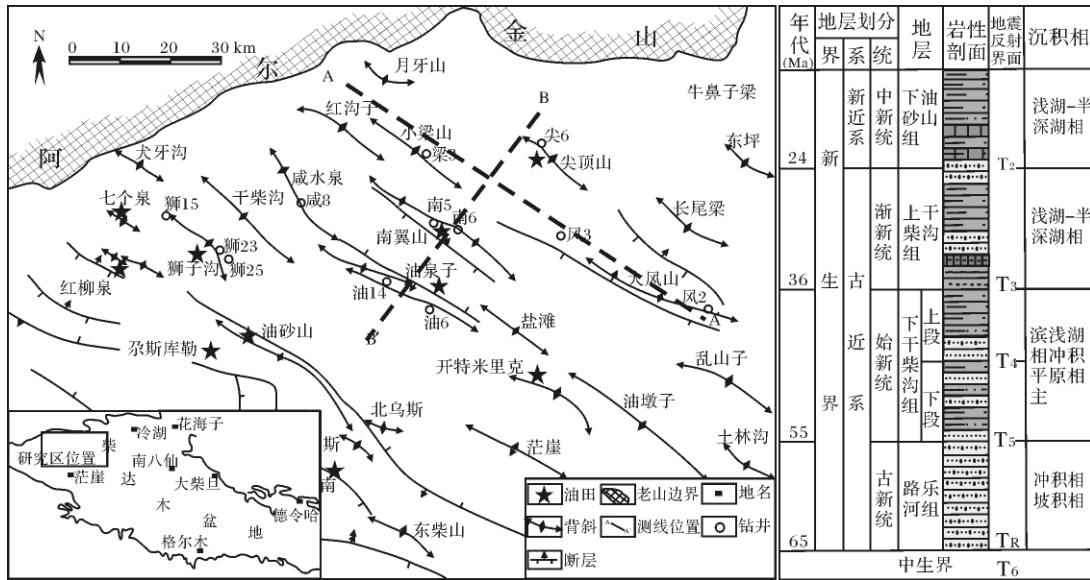 N
0 10 20 30 km
阿
尔
金
山
月牙山
牛鼻子梁
A
B
红沟子
小梁山
梁3
尖6
尖顶山
东坪
犬牙沟
七个泉
狮15
干柴沟
咸水泉
咸3
南5
南6
南翼山
风3
长尾梁
狮23
狮25
狮子沟
红柳泉
油泉子
油14
油6
大风山
风2
A
B
盐滩
油砂山
尕斯库勒
开特米里克
乱山子
油墩子
北乌斯
茫崖
土林沟
斯
南
东柴山
冷湖
花海子
柴
达
木
盆
地
研究区位置
茫崖
南八仙
大柴旦
德令哈
格尔木
油田
老山边界
地名
背斜
测线位置
钻井
断层
年代(Ma)
地层划分
界
系
统
地层
岩性剖面
地震反射界面
沉积相
24
36
55
65
新生界
新近系
古近系
中新统
渐新统
始新统
古新统
下油砂山组
上干柴沟组
下干柴沟组
上段
下段
路乐河组
T2
T3
T4
T5
TR
T6
浅湖-半深湖相
浅湖-半深湖相
滨浅湖相冲积平原相主
冲积相坡积相
中生界